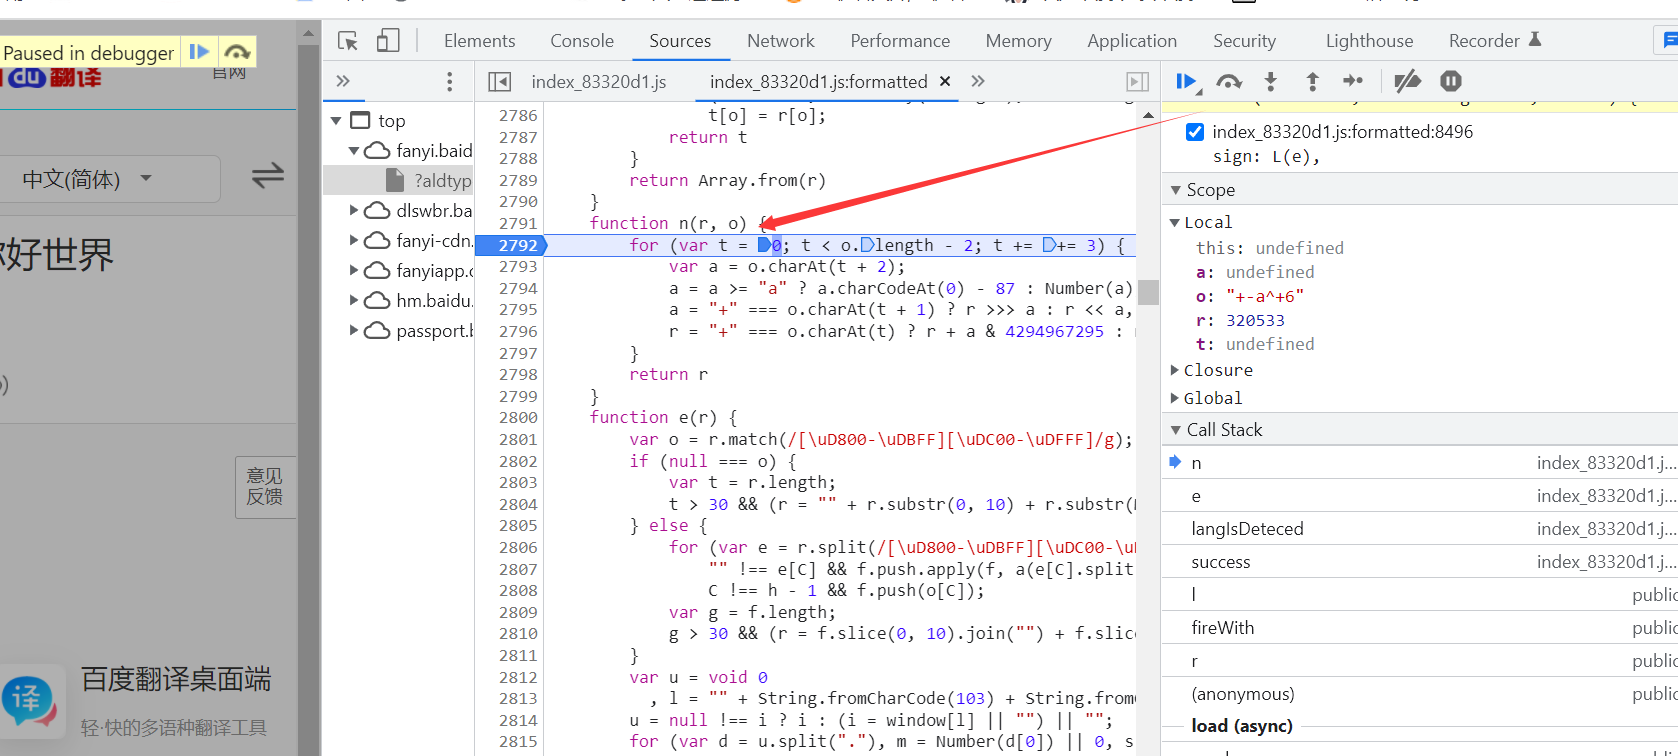 Paused in debugger
du翻译
官网
中文(简体)
你好世界
意见
反馈
译
百度翻译桌面端
轻·快的多语种翻译工具
Elements Console Sources Network Performance Memory Application Security Lighthouse Recorder
index_83320d1.js index_83320d1.js:formatted ×
top
fanyi.baid
?aldtyp
dlswbr.ba
fanyi-cdn.
fanyiapp.c
hm.baidu.
passport.b
2786 t[o] = r[o];
2787 return t
2788 }
2789 return Array.from(r)
2790 }
2791 function n(r, o) {
2792 for (var t = 0; t < o.length - 2; t += += 3) {
2793 var a = o.charAt(t + 2);
2794 a = a >= "a" ? a.charCodeAt(0) - 87 : Number(a)
2795 a = "+" === o.charAt(t + 1) ? r >>> a : r << a,
2796 r = "+" === o.charAt(t) ? r + a & 4294967295 :
2797 }
2798 return r
2799 }
2800 function e(r) {
2801 var o = r.match(/[\uD800-\uDBFF][\uDC00-\uDFFF]/g);
2802 if (null === o) {
2803 var t = r.length;
2804 t > 30 && (r = "" + r.substr(0, 10) + r.substr(
2805 } else {
2806 for (var e = r.split(/[\uD800-\uDBFF][\uDC00-\u
2807 "" !== e[C] && f.push.apply(f, a(e[C].split
2808 C !== h - 1 && f.push(o[C]);
2809 var g = f.length;
2810 g > 30 && (r = f.slice(0, 10).join("") + f.slic
2811 }
2812 var u = void 0
2813 , l = "" + String.fromCharCode(103) + String.from
2814 u = null !== i ? i : (i = window[l] || "") || "";
2815 for (var d = u.split("."), m = Number(d[0]) || 0, s
index_83320d1.js:formatted:8496
sign: L(e),
Scope
Local
this: undefined
a: undefined
o: "+-a^+6"
r: 320533
t: undefined
Closure
Global
Call Stack
n index_83320d1.j...
e index_83320d1.j...
langIsDeteced index_83320d1.j...
success index_83320d1.j...
l public
fireWith public
r public
(anonymous) public
load (async)